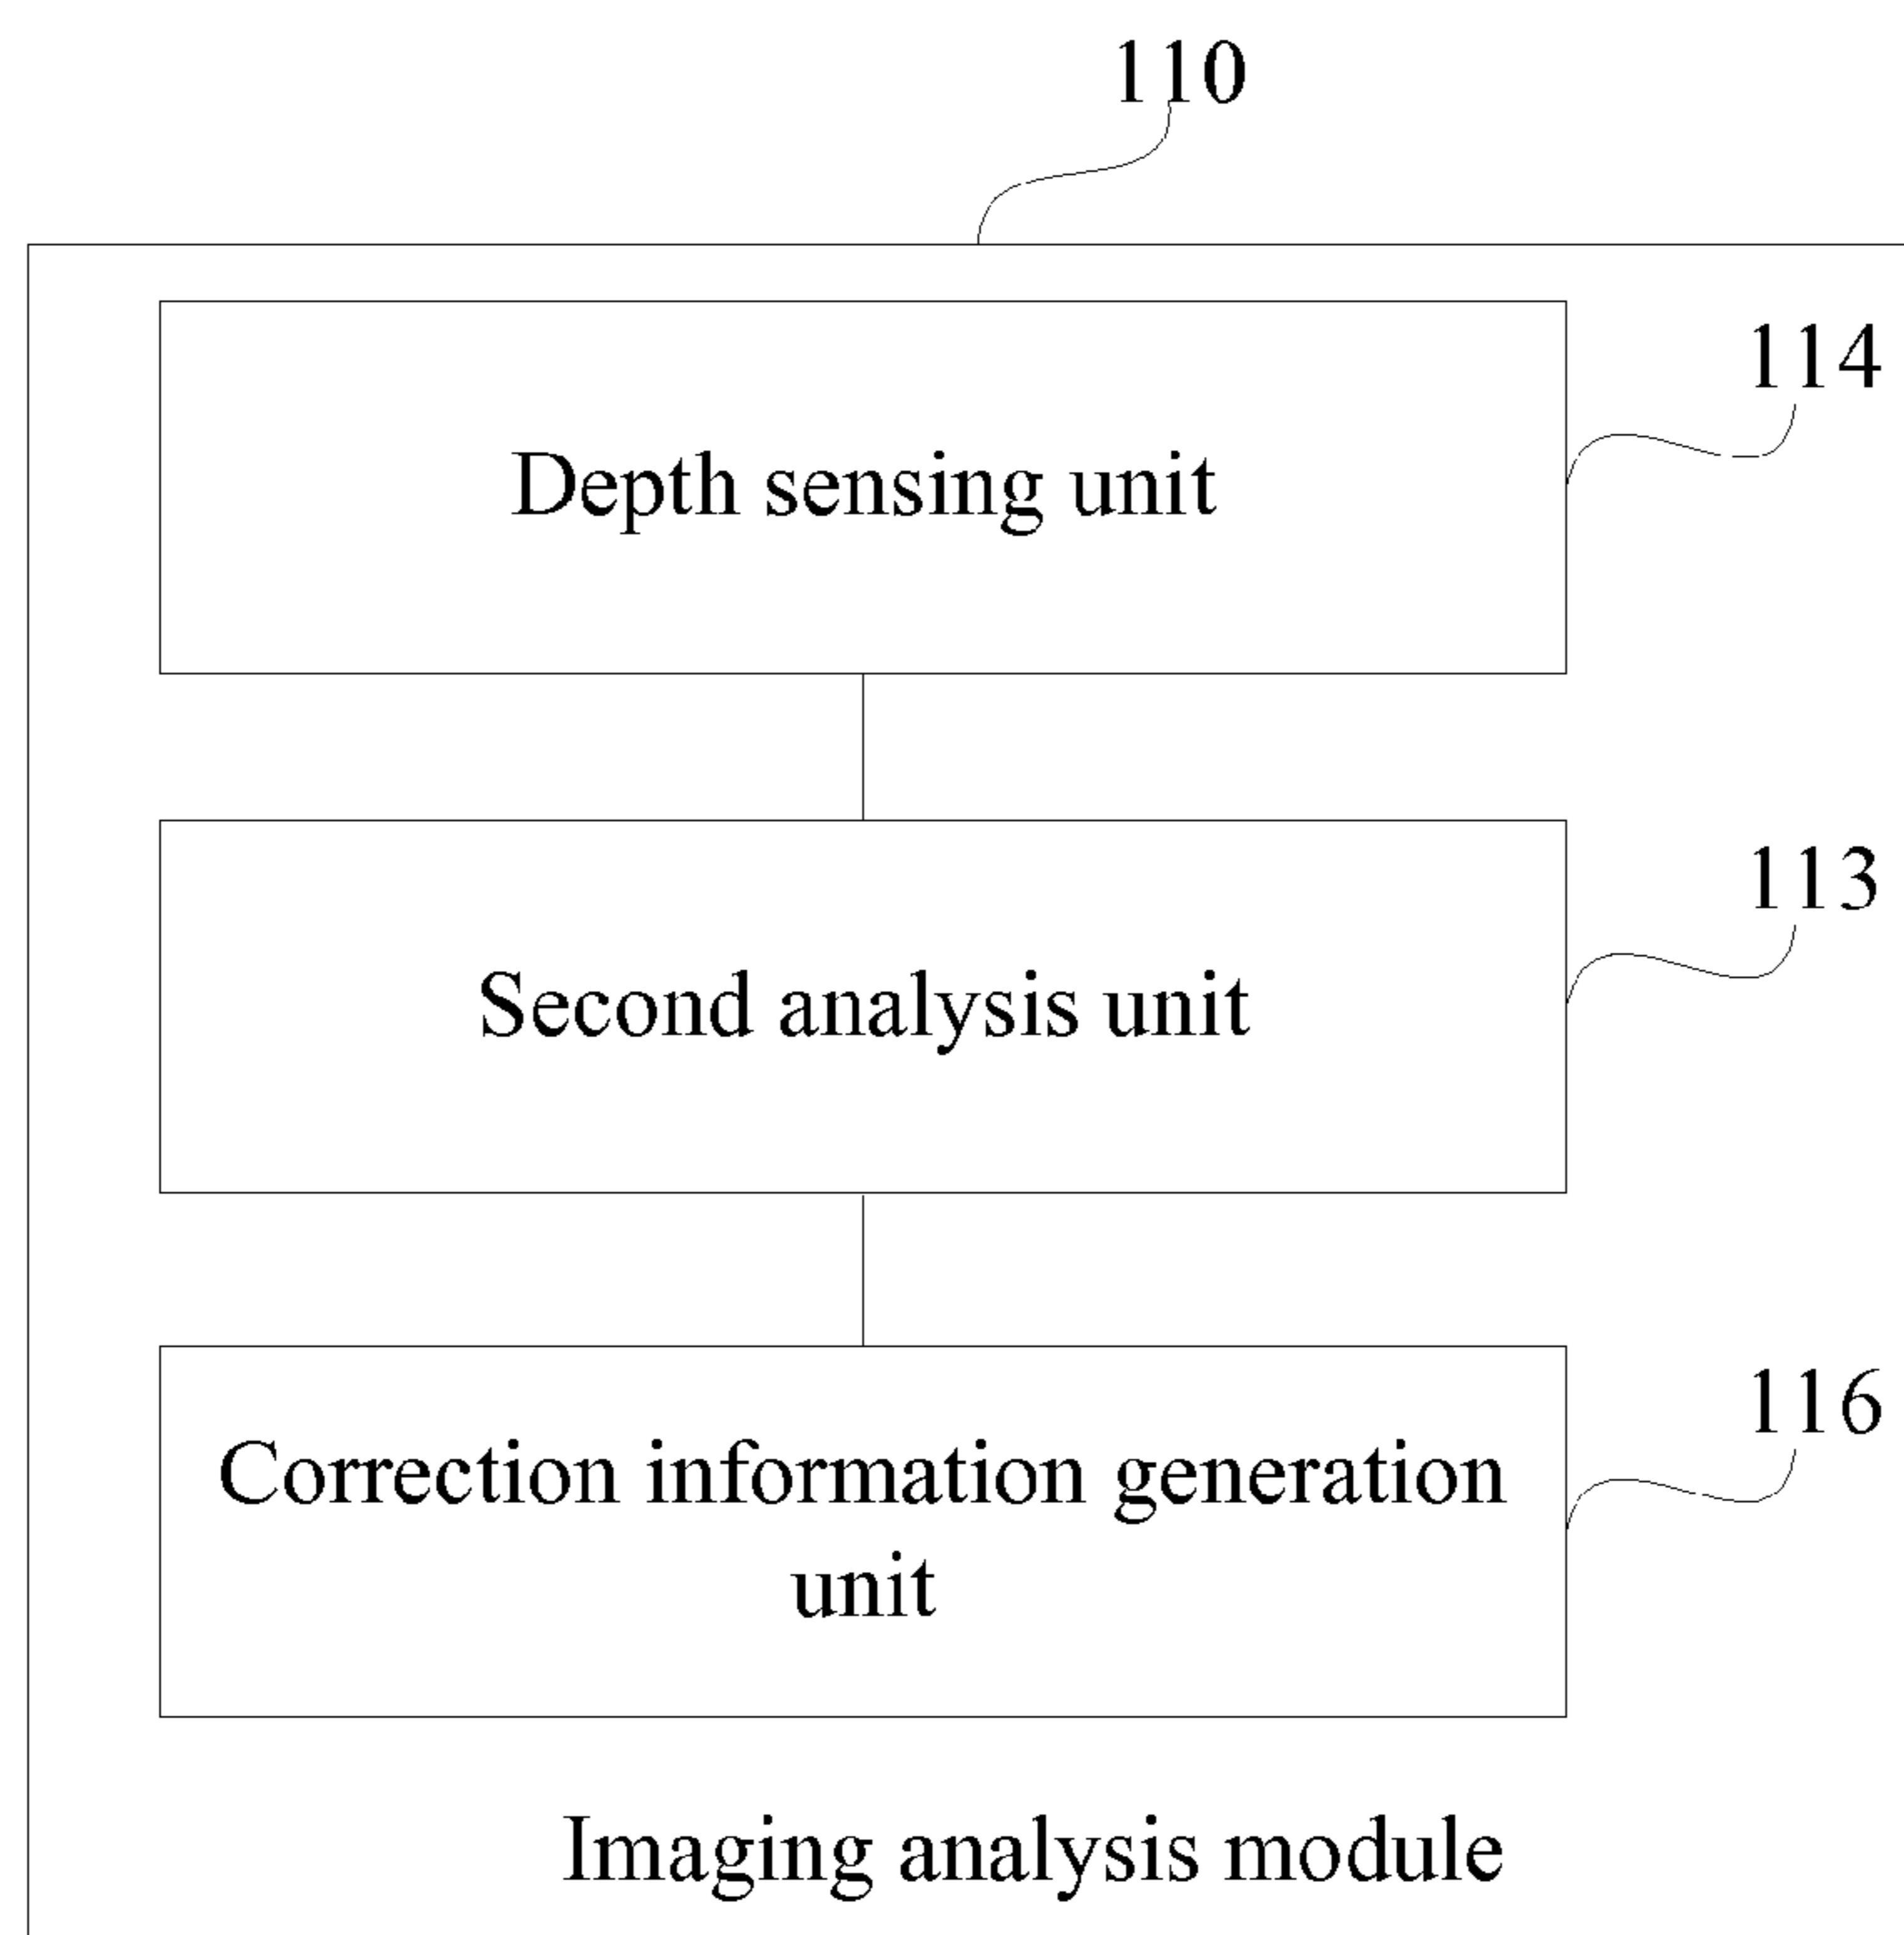 110
114
Depth sensing unit
113
Second analysis unit
116
Correction information generation
unit
Imaging analysis module